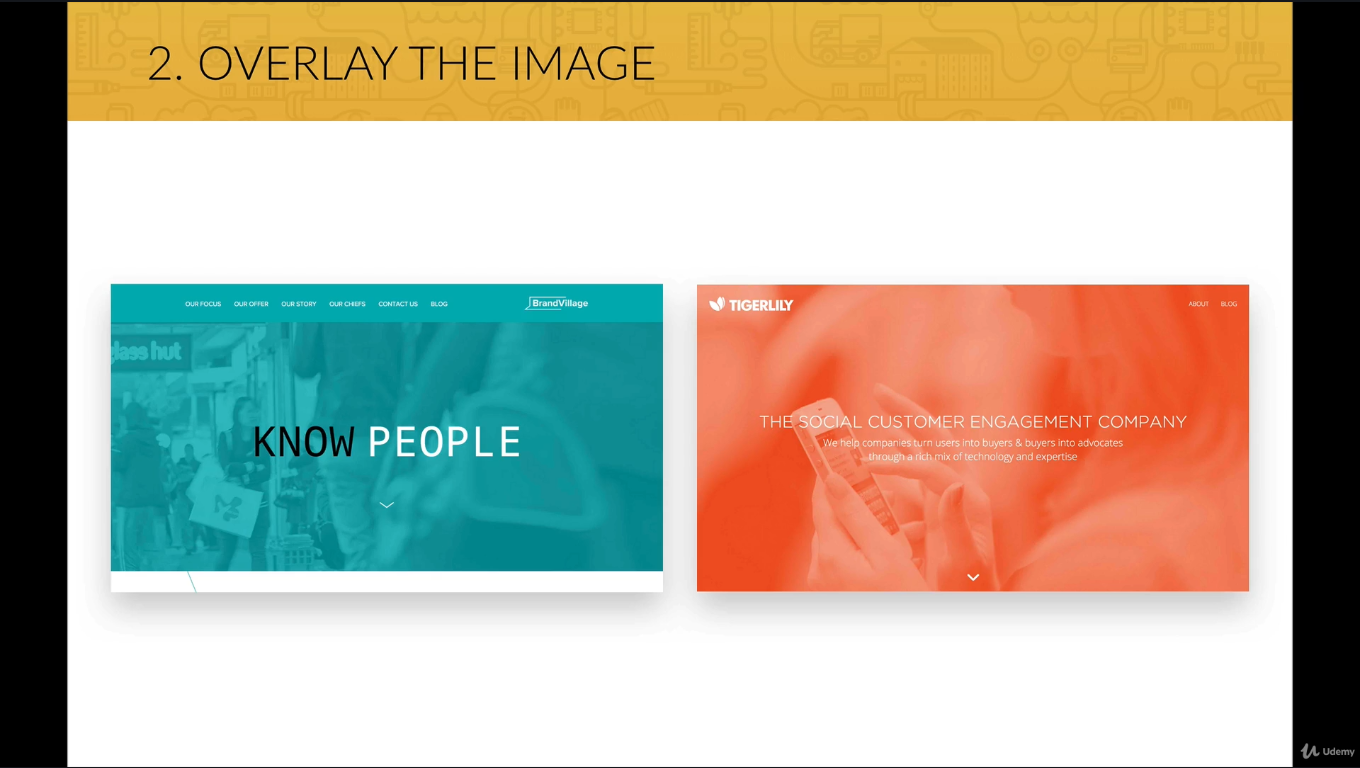 2. OVERLAY THE IMAGE
OUR FOCUS OUR OFFER OUR STORY OUR CHIEFS CONTACT US BLOG BrandVillage
glass hut
KNOW PEOPLE
TIGERLILY ABOUT BLOG
THE SOCIAL CUSTOMER ENGAGEMENT COMPANY
We help companies turn users into buyers & buyers into advocates
through a rich mix of technology and expertise
Udemy